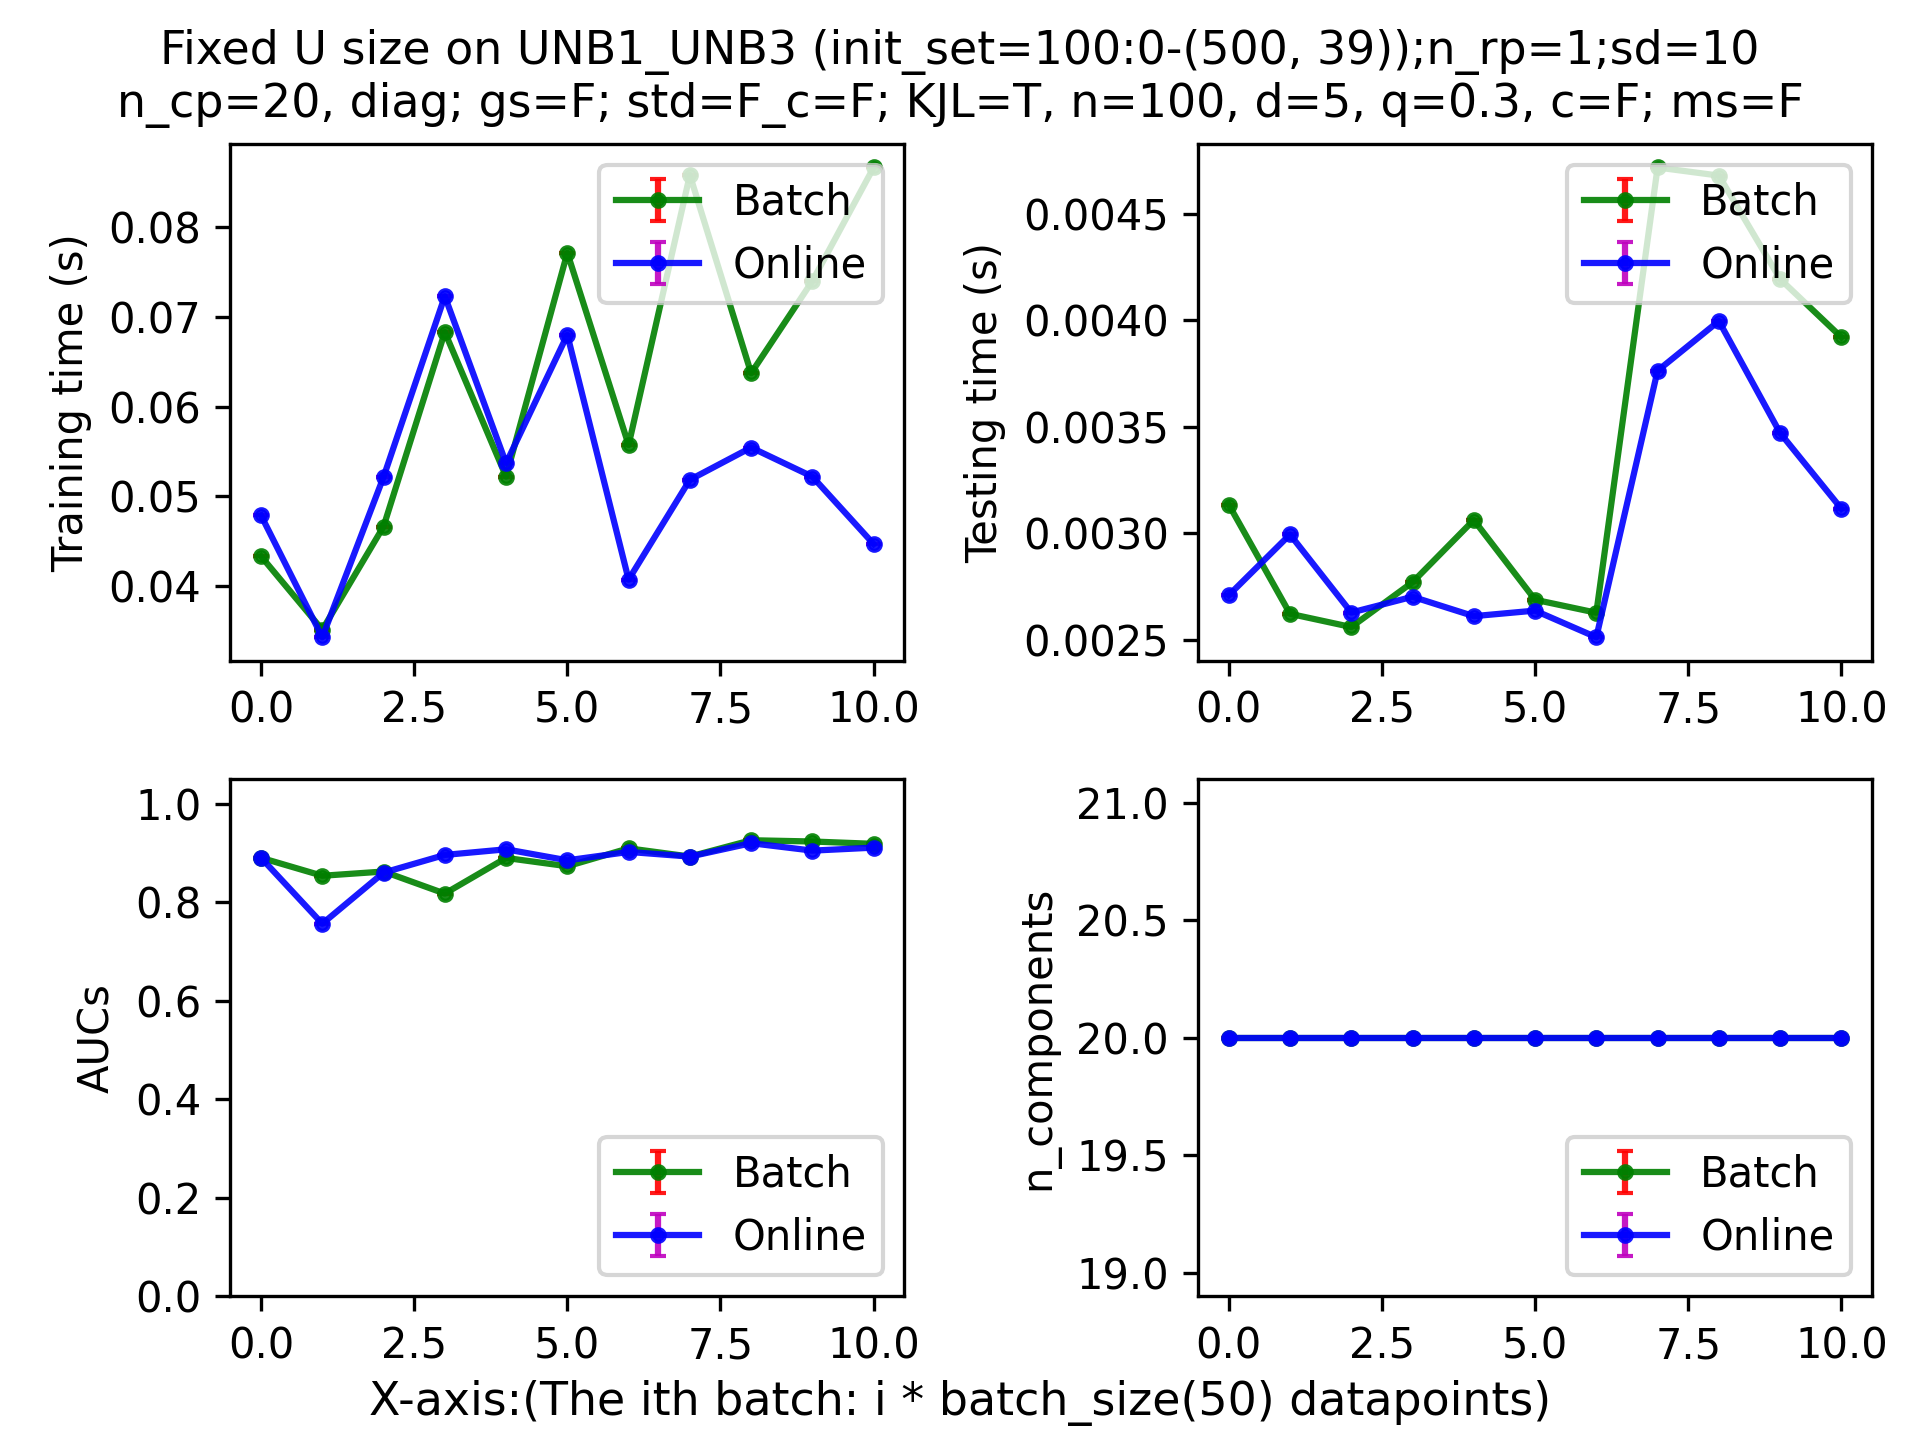 Fixed U size on UNB1_UNB3 (init_set=100:0-(500, 39));n_rp=1;sd=10
n_cp=20, diag; gs=F; std=F_c=F; KJL=T, n=100, d=5, q=0.3, c=F; ms=F
Training time (s)
0.08
0.07
0.06
0.05
0.04
0.0 2.5 5.0 7.5 10.0
Batch
Online
Testing time (s)
0.0045
0.0040
0.0035
0.0030
0.0025
0.0 2.5 5.0 7.5 10.0
Batch
Online
AUCs
1.0
0.8
0.6
0.4
0.2
0.0
0.0 2.5 5.0 7.5 10.0
Batch
Online
n_components
21.0
20.5
20.0
19.5
19.0
0.0 2.5 5.0 7.5 10.0
Batch
Online
X-axis:(The ith batch: i * batch_size(50) datapoints)